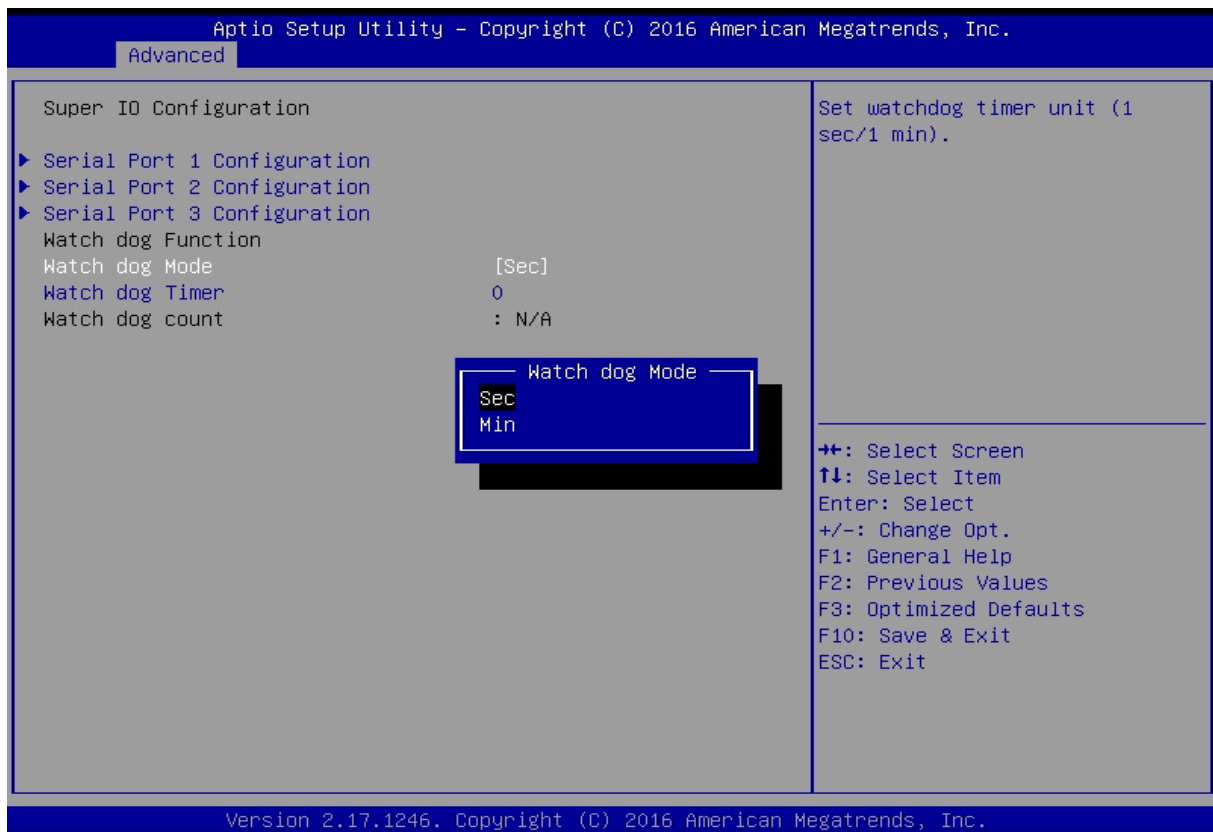 Aptio Setup Utility – Copyright (C) 2016 American Megatrends, Inc.
Advanced
Super IO Configuration
▶ Serial Port 1 Configuration
▶ Serial Port 2 Configuration
▶ Serial Port 3 Configuration
Watch dog Function
Watch dog Mode [Sec]
Watch dog Timer 0
Watch dog count : N/A
Watch dog Mode
Sec
Min
Set watchdog timer unit (1
sec/1 min).
→←: Select Screen
↑↓: Select Item
Enter: Select
+/-: Change Opt.
F1: General Help
F2: Previous Values
F3: Optimized Defaults
F10: Save & Exit
ESC: Exit
Version 2.17.1246. Copyright (C) 2016 American Megatrends, Inc.